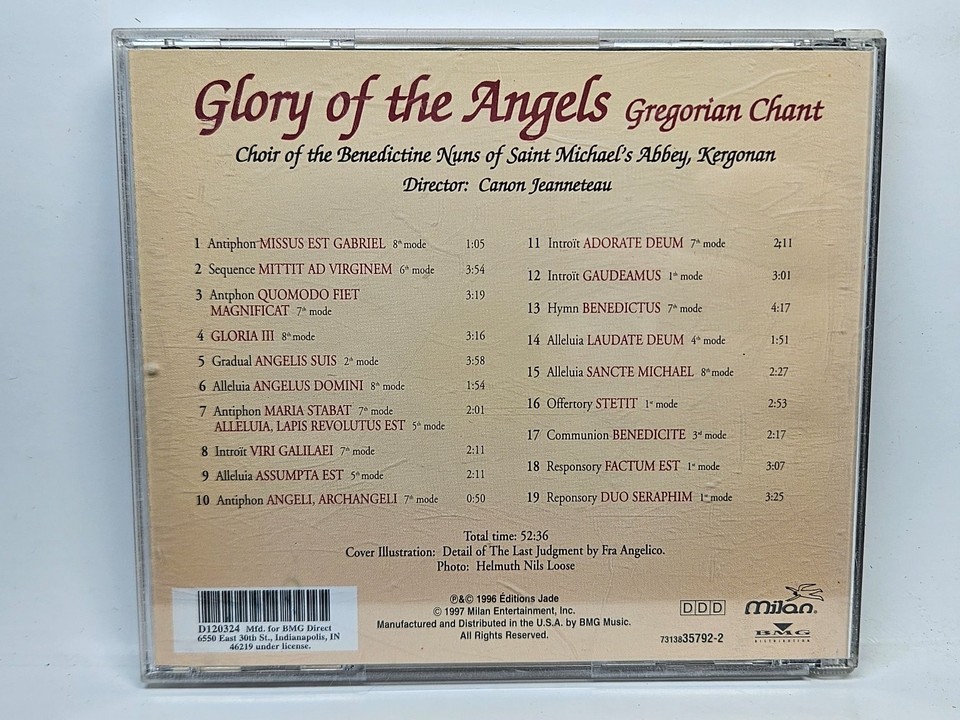 Glory of the Angels Gregorian Chant
Choir of the Benedictine Nuns of Saint Michael's Abbey, Kergonan
Director: Canon Jeanneteau
1 Antiphon MISSUS EST GABRIEL 8th mode 1:05
2 Sequence MITTIT AD VIRGINEM 6th mode 3:54
3 Antphon QUOMODO FIET 3:19
MAGNIFICAT 7th mode
4 GLORIA III 8th mode 3:16
5 Gradual ANGELIS SUIS 2th mode 3:58
6 Alleluia ANGELUS DOMINI 8th mode 1:54
7 Antiphon MARIA STABAT 7th mode 2:01
ALLELUIA, LAPIS REVOLUTUS EST 5th mode
8 Introït VIRI GALILAEI 7th mode 2:11
9 Alleluia ASSUMPTA EST 5th mode 2:11
10 Antiphon ANGELI, ARCHANGELI 7th mode 0:50
11 Introït ADORATE DEUM 7th mode 2:11
12 Introït GAUDEAMUS 1th mode 3:01
13 Hymn BENEDICTUS 7th mode 4:17
14 Alleluia LAUDATE DEUM 4th mode 1:51
15 Alleluia SANCTE MICHAEL 8th mode 2:27
16 Offertory STETIT 1st mode 2:53
17 Communion BENEDICITE 3rd mode 2:17
18 Responsory FACTUM EST 1st mode 3:07
19 Reponsory DUO SERAPHIM 1st mode 3:25
Total time: 52:36
Cover Illustration: Detail of The Last Judgment by Fra Angelico.
Photo: Helmuth Nils Loose
D120324 Mfd. for BMG Direct
6550 East 30th St., Indianapolis, IN
46219 under license.
℗&© 1996 Éditions Jade
© 1997 Milan Entertainment, Inc.
Manufactured and Distributed in the U.S.A. by BMG Music.
All Rights Reserved.
DDD
Milan®
BMG
DISTRIBUTION
7313835792-2